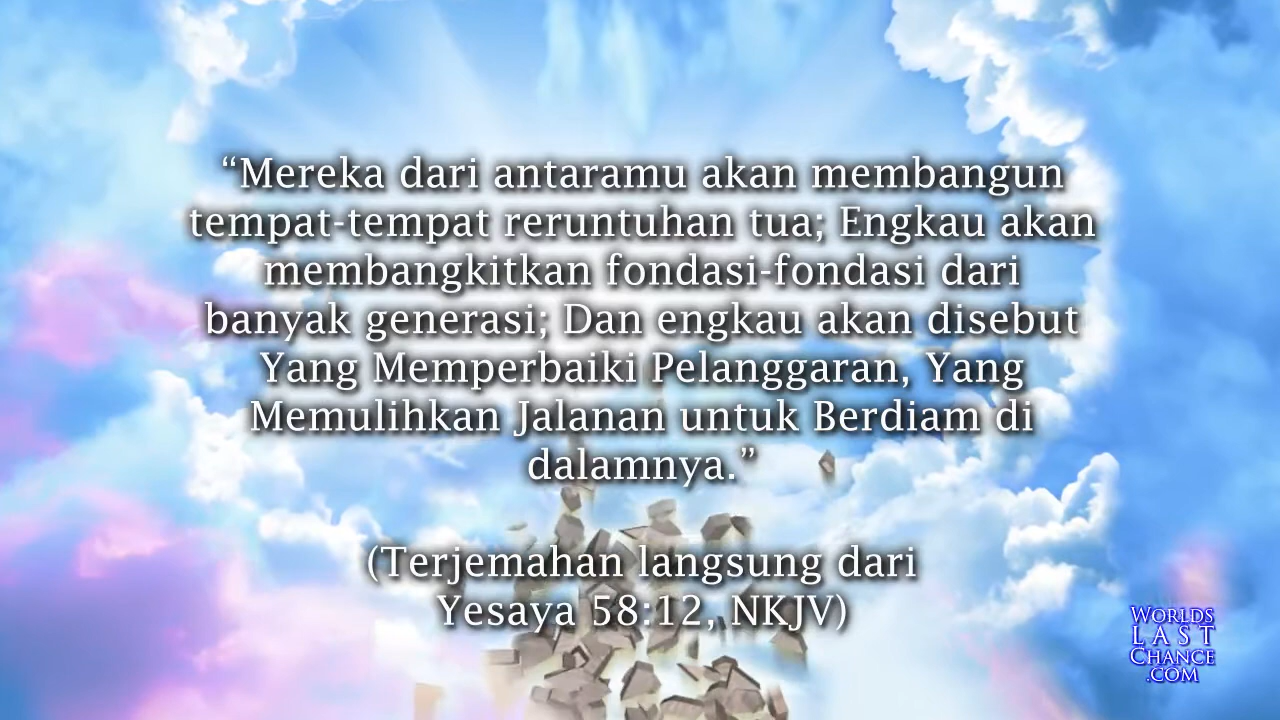 “Mereka dari antaramu akan membangun
tempat-tempat reruntuhan tua; Engkau akan
membangkitkan fondasi-fondasi dari
banyak generasi; Dan engkau akan disebut
Yang Memperbaiki Pelanggaran, Yang
Memulihkan Jalanan untuk Berdiam di
dalamnya.”
(Terjemahan langsung dari
Yesaya 58:12, NKJV)
WORLDS
LAST
CHANCE
.COM